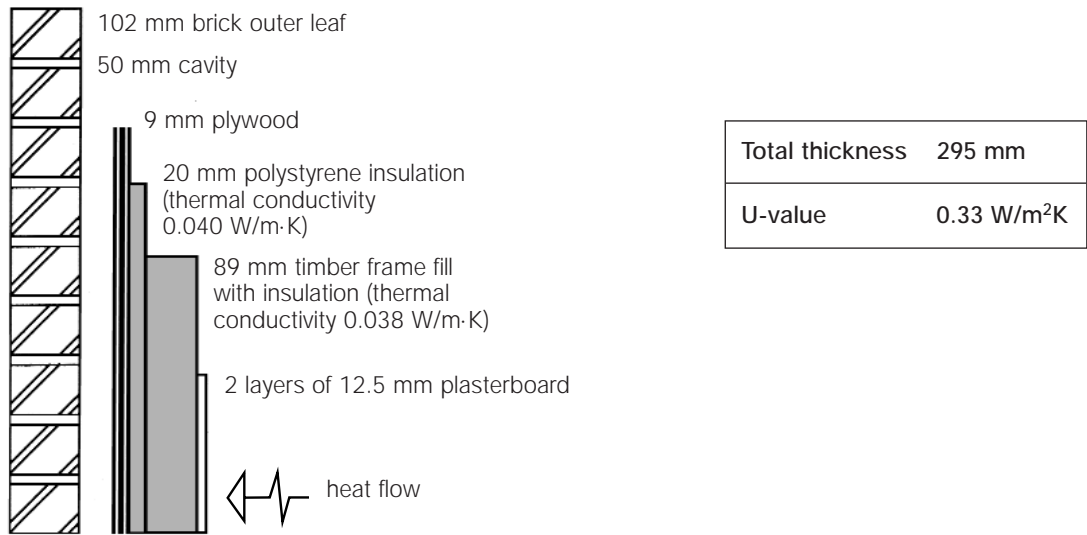 102 mm brick outer leaf
50 mm cavity
9 mm plywood
20 mm polystyrene insulation
(thermal conductivity
0.040 W/m·K)
89 mm timber frame fill
with insulation (thermal
conductivity 0.038 W/m·K)
2 layers of 12.5 mm plasterboard
heat flow
Total thickness 295 mm
U-value 0.33 W/m²K